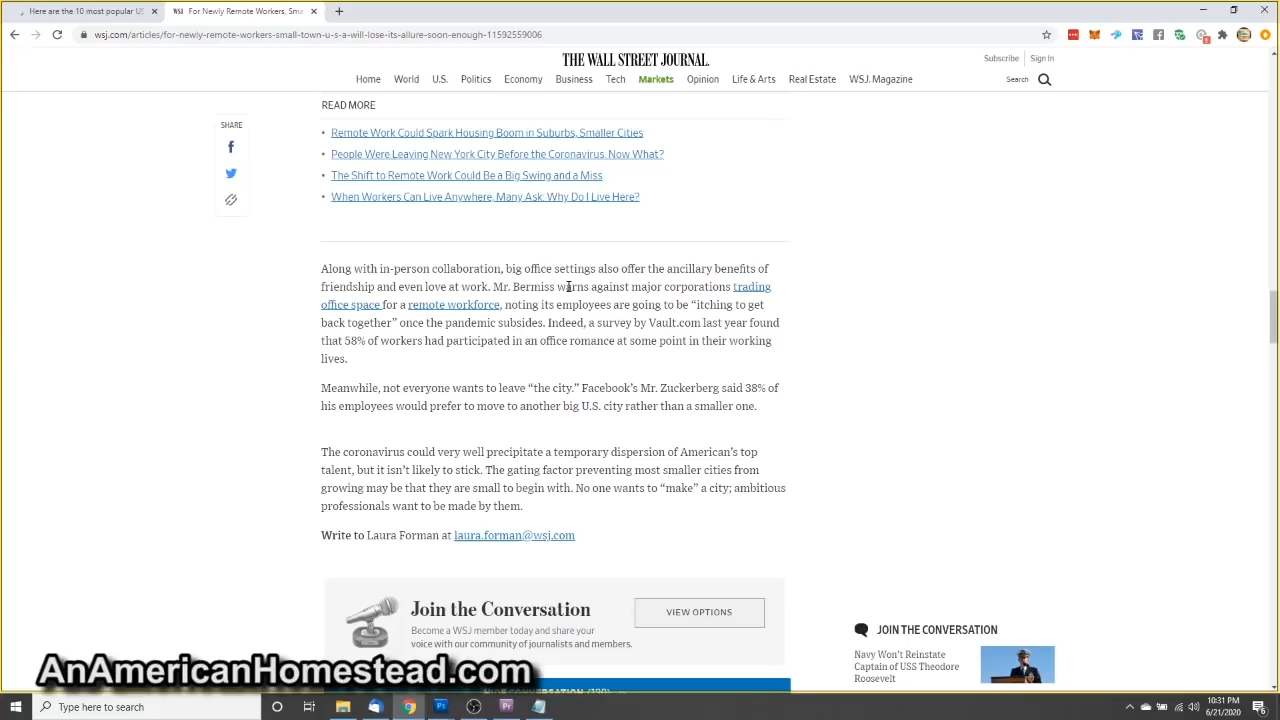 Here are the 10 most popular US
WSJ For Newly Remote Workers, Sma
wsj.com/articles/for-newly-remote-workers-small-town-u-s-a-will-lose-its-allure-soon-enough-11592559006
THE WALL STREET JOURNAL.
Subscribe Sign In
Home World U.S. Politics Economy Business Tech Markets Opinion Life & Arts Real Estate WSJ. Magazine
Search
SHARE
READ MORE
• Remote Work Could Spark Housing Boom in Suburbs, Smaller Cities
• People Were Leaving New York City Before the Coronavirus. Now What?
• The Shift to Remote Work Could Be a Big Swing and a Miss
• When Workers Can Live Anywhere, Many Ask: Why Do I Live Here?
Along with in-person collaboration, big office settings also offer the ancillary benefits of
friendship and even love at work. Mr. Bermiss warns against major corporations trading
office space for a remote workforce, noting its employees are going to be “itching to get
back together” once the pandemic subsides. Indeed, a survey by Vault.com last year found
that 58% of workers had participated in an office romance at some point in their working
lives.
Meanwhile, not everyone wants to leave “the city.” Facebook’s Mr. Zuckerberg said 38% of
his employees would prefer to move to another big U.S. city rather than a smaller one.
The coronavirus could very well precipitate a temporary dispersion of American’s top
talent, but it isn’t likely to stick. The gating factor preventing most smaller cities from
growing may be that they are small to begin with. No one wants to “make” a city; ambitious
professionals want to be made by them.
Write to Laura Forman at laura.forman@wsj.com
Join the Conversation
Become a WSJ member today and share your
voice with our community of journalists and members.
VIEW OPTIONS
JOIN THE CONVERSATION
Navy Won’t Reinstate
Captain of USS Theodore
Roosevelt
AnAmericanHomestead.com
Type here to search
10:31 PM
6/21/2020